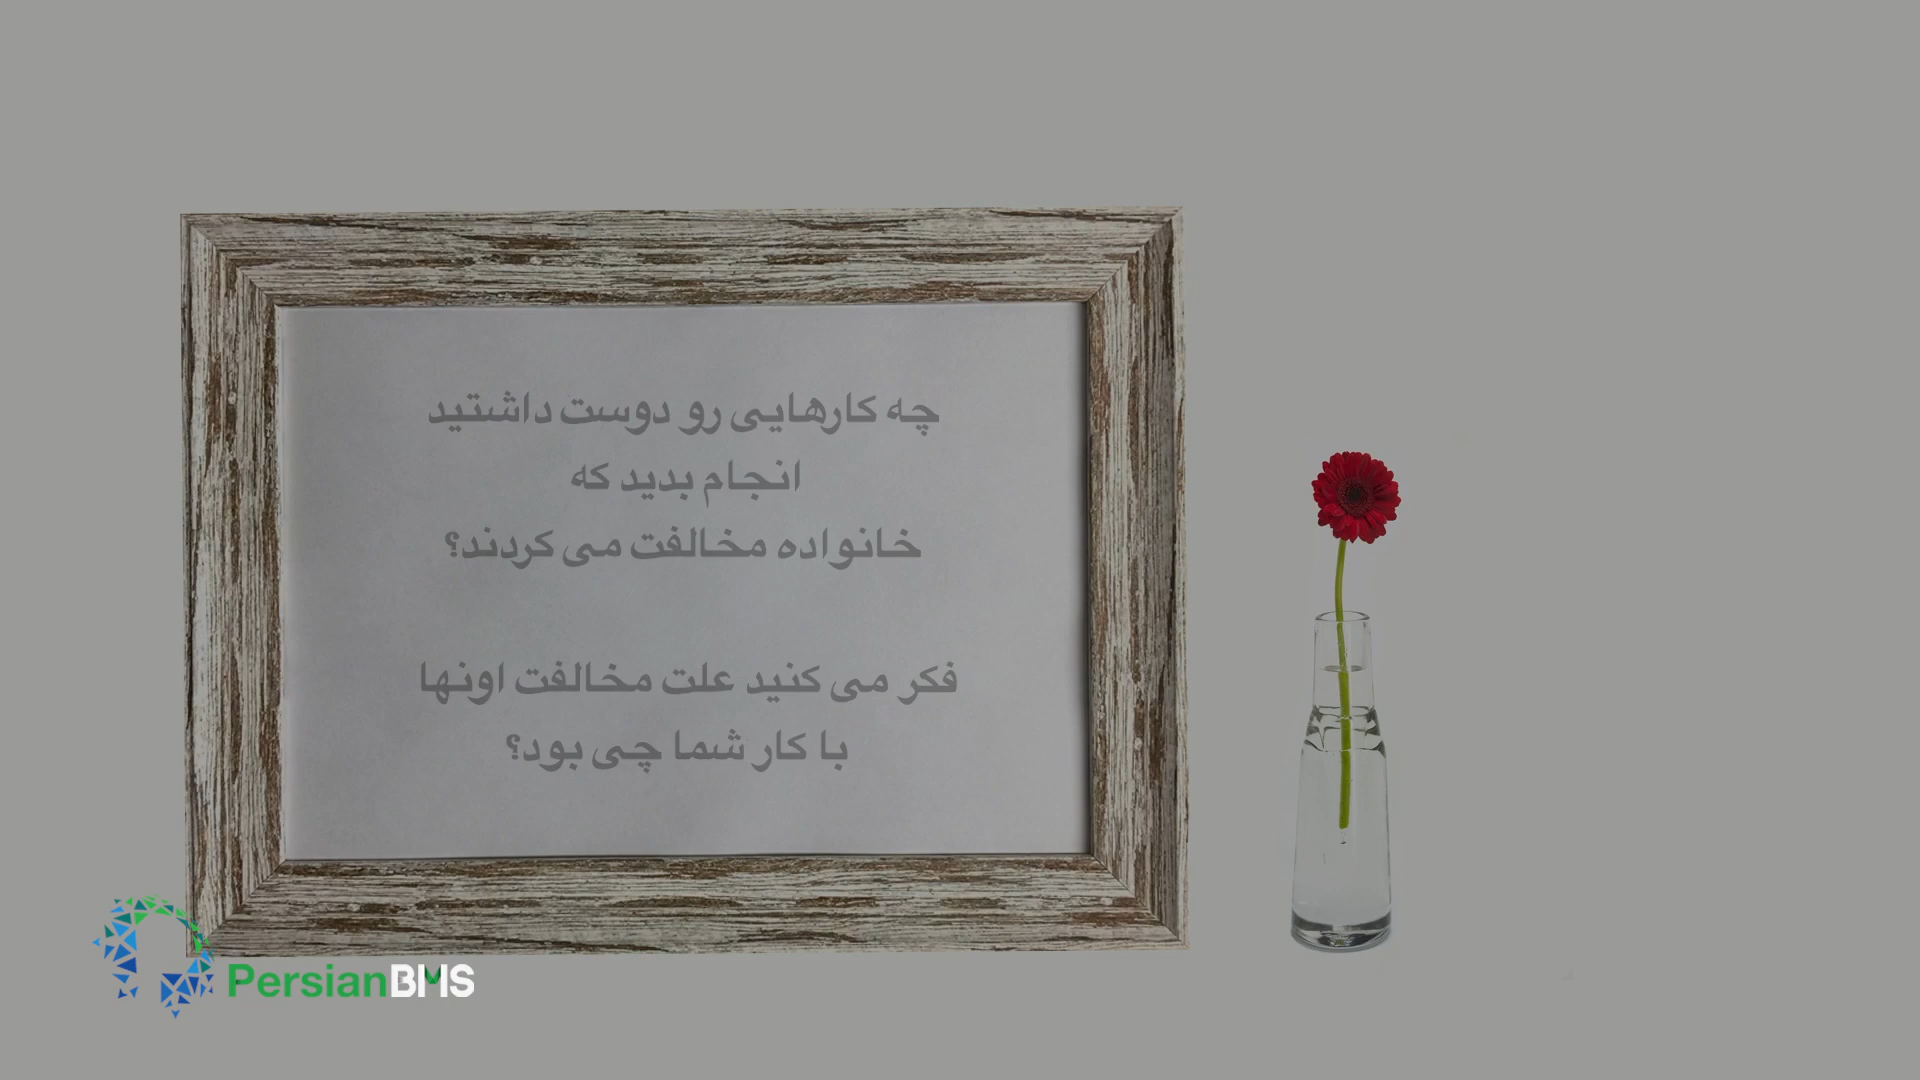 چه کارهایی رو دوست داشتید
انجام بدید که
خانواده مخالفت می کردند؟
فکر می کنید علت مخالفت اونها
با کار شما چی بود؟
PersianBMS